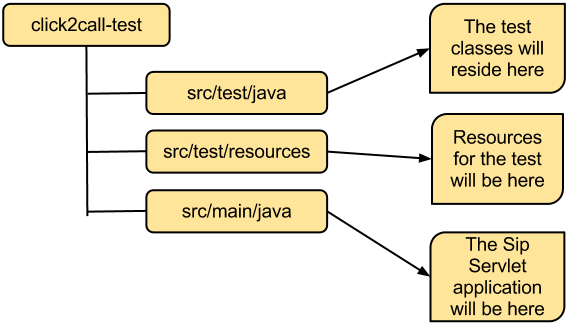 click2call-test
src/test/java
The test
classes will
reside here
src/test/resources
Resources
for the test
will be here
src/main/java
The Sip
Servlet
application
will be here